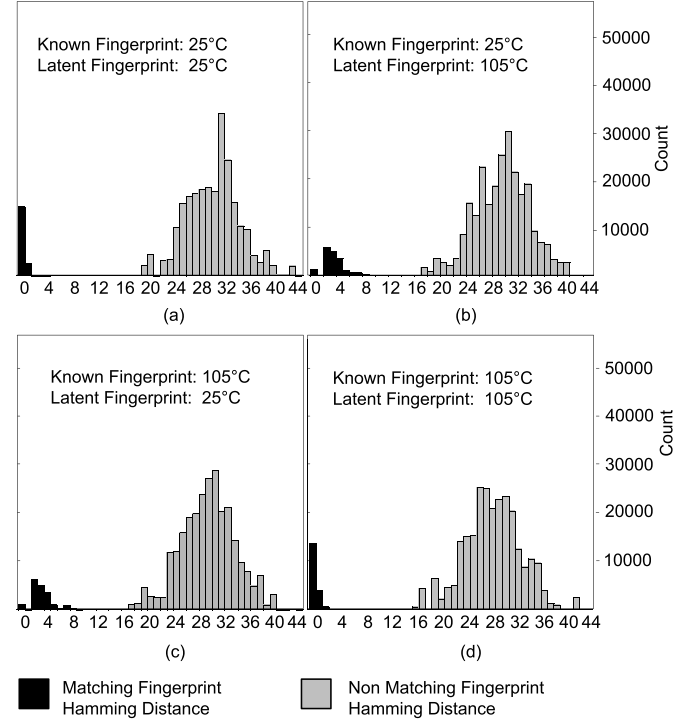 Known Fingerprint: 25°C
Latent Fingerprint: 25°C
Known Fingerprint: 25°C
Latent Fingerprint: 105°C
50000
40000
30000
20000
10000
Count
0 4 8 12 16 20 24 28 32 36 40 44
0 4 8 12 16 20 24 28 32 36 40 44
(a)
(b)
Known Fingerprint: 105°C
Latent Fingerprint: 25°C
Known Fingerprint: 105°C
Latent Fingerprint: 105°C
50000
40000
30000
20000
10000
Count
0 4 8 12 16 20 24 28 32 36 40 44
0 4 8 12 16 20 24 28 32 36 40 44
(c)
(d)
Matching Fingerprint
Hamming Distance
Non Matching Fingerprint
Hamming Distance